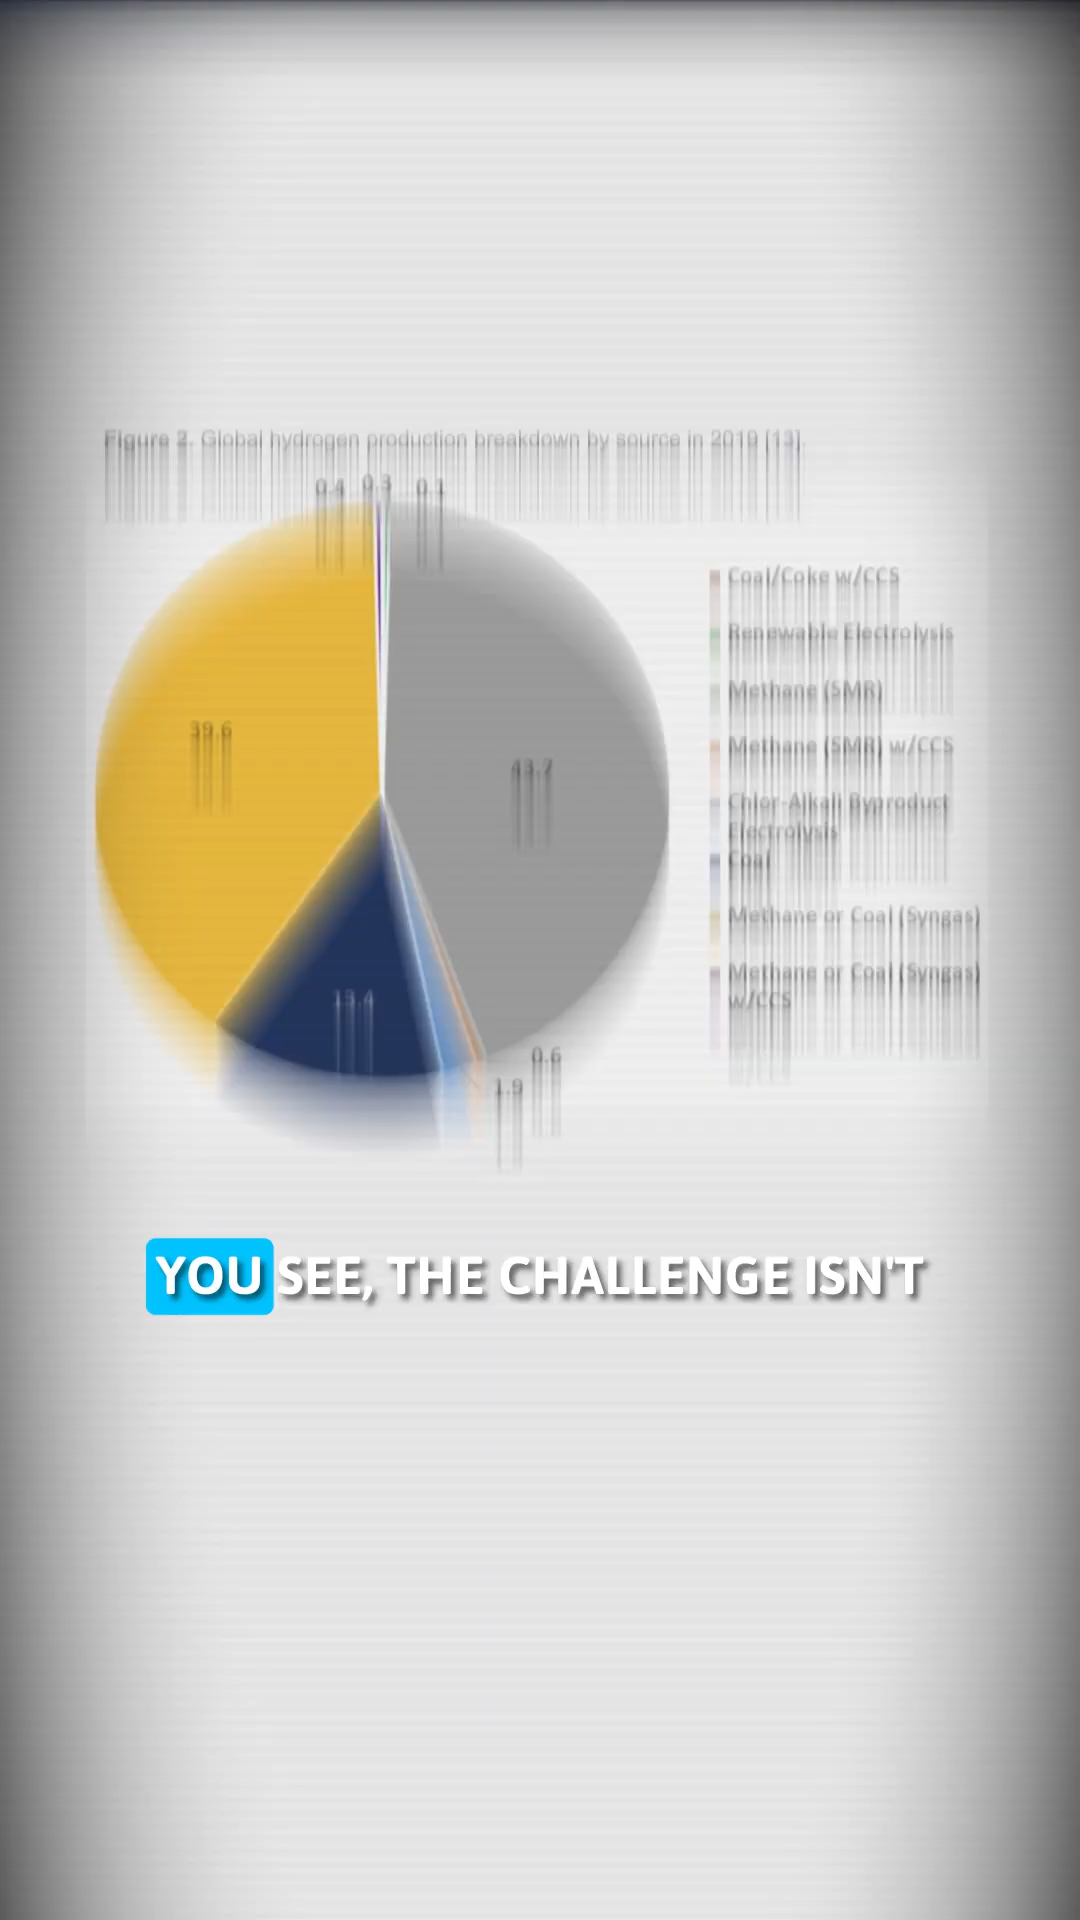 Figure 2. Global hydrogen production breakdown by source in 2019 [13].
0.4
0.3
0.1
Coal/Coke w/CCS
Renewable Electrolysis
Methane (SMR)
39.6
Methane (SMR) w/CCS
43.7
Chlor-Alkali Byproduct
Electrolysis
Coal
Methane or Coal (Syngas)
Methane or Coal (Syngas)
w/CCS
13.4
0.6
1.9
YOU SEE, THE CHALLENGE ISN'T